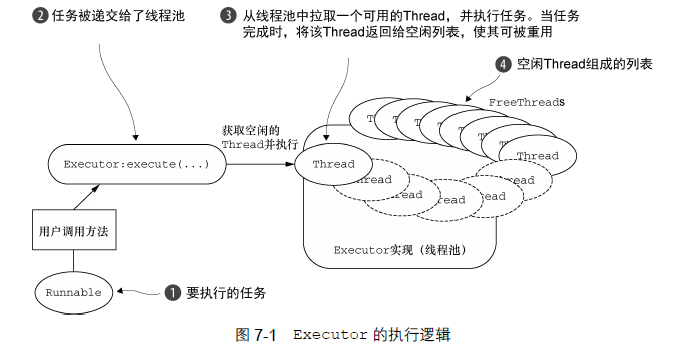 ❷ 任务被递交给了线程池
❸ 从线程池中拉取一个可用的Thread，并执行任务。当任务
完成时，将该Thread返回给空闲列表，使其可被重用
❹ 空闲Thread组成的列表
FreeThreads
获取空闲的
Thread并执行
Executor:execute(...)
Thread
Thread
Executor实现（线程池）
用户调用方法
Runnable
❶ 要执行的任务
图 7-1 Executor 的执行逻辑